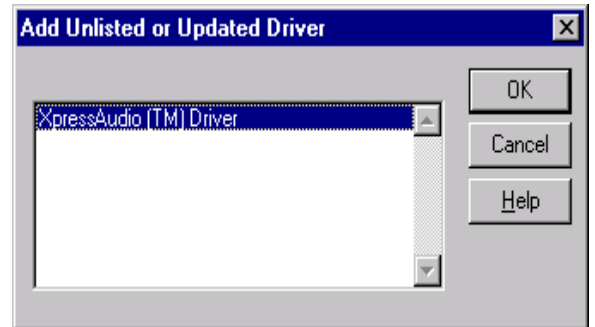 Add Unlisted or Updated Driver
XpressAudio (TM) Driver
OK
Cancel
Help